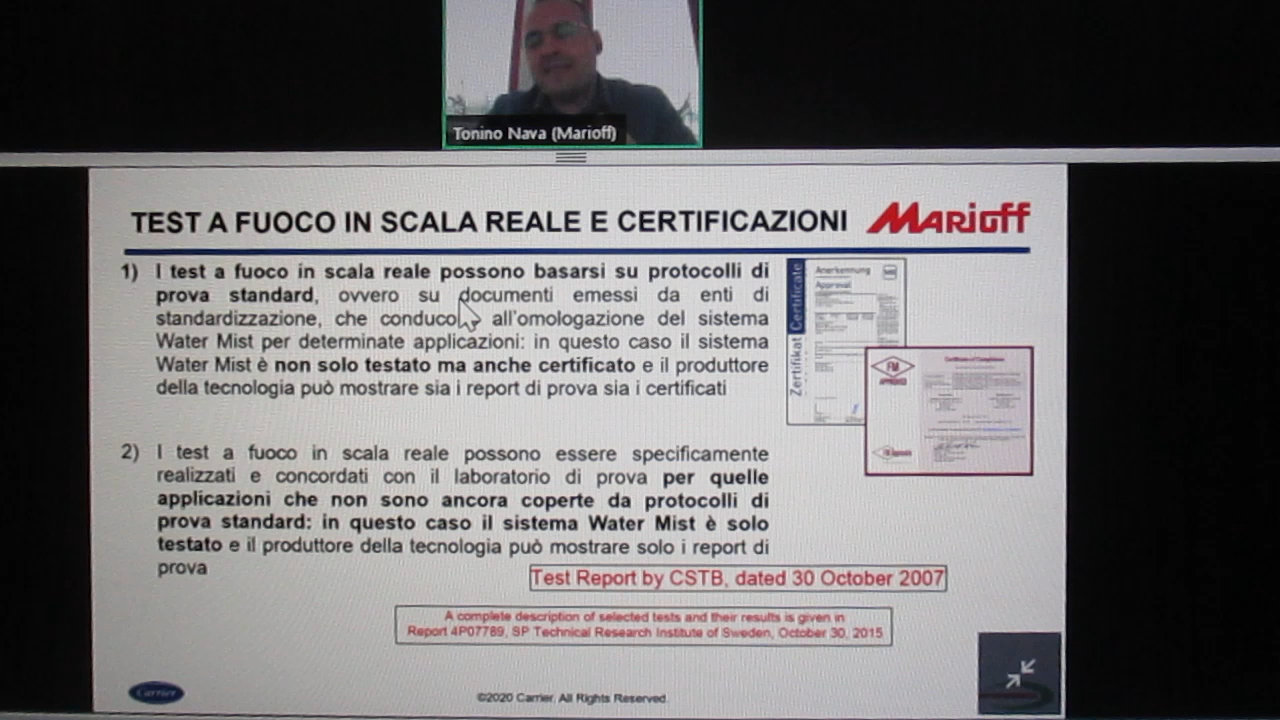 Tonino Nava (Marioff)
TEST A FUOCO IN SCALA REALE E CERTIFICAZIONI
Marioff
1) I test a fuoco in scala reale possono basarsi su protocolli di
prova standard, ovvero su documenti emessi da enti di
standardizzazione, che conduco all'omologazione del sistema
Water Mist per determinate applicazioni: in questo caso il sistema
Water Mist è non solo testato ma anche certificato e il produttore
della tecnologia può mostrare sia i report di prova sia i certificati
Zertifikat Certificate
Anerkennung
Approval
FM
APPROVED
Certificate of Compliance
2) I test a fuoco in scala reale possono essere specificamente
realizzati e concordati con il laboratorio di prova per quelle
applicazioni che non sono ancora coperte da protocolli di
prova standard: in questo caso il sistema Water Mist è solo
testato e il produttore della tecnologia può mostrare solo i report di
prova
Test Report by CSTB, dated 30 October 2007
A complete description of selected tests and their results is given in
Report 4P07789, SP Technical Research Institute of Sweden, October 30, 2015
Carrier
©2020 Carrier. All Rights Reserved.